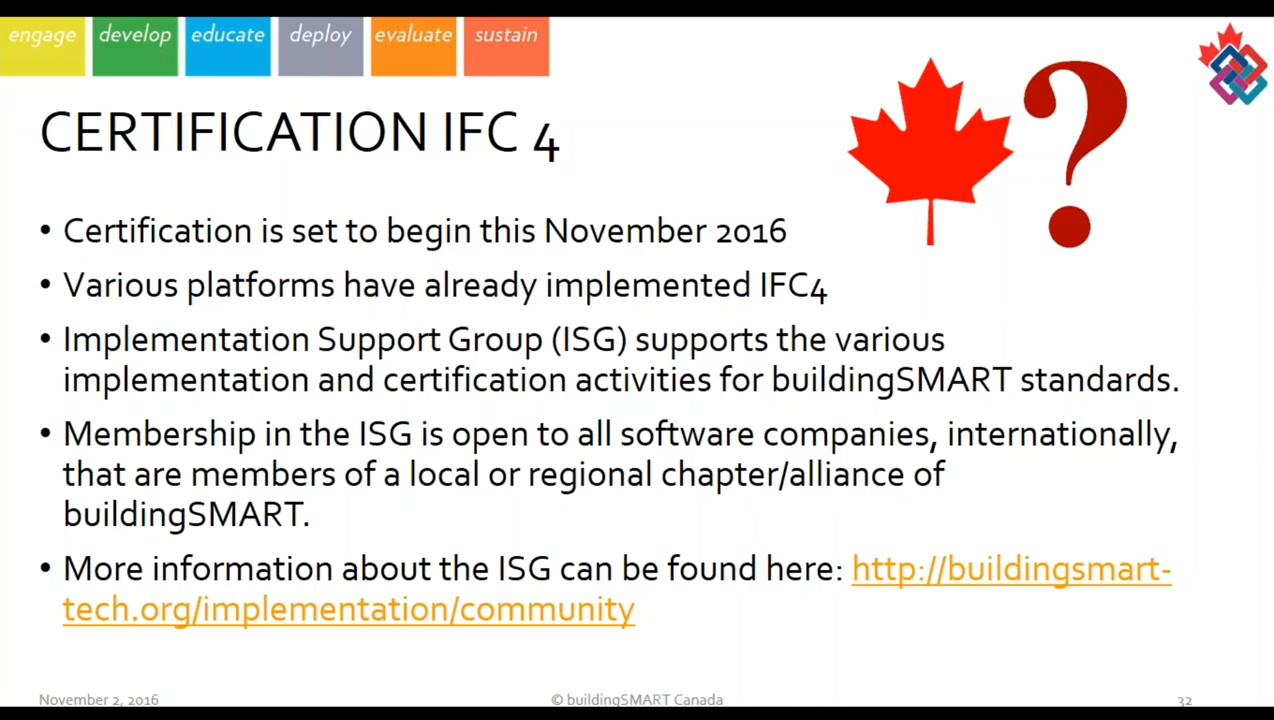 engage develop educate deploy evaluate sustain
?
CERTIFICATION IFC 4
• Certification is set to begin this November 2016
• Various platforms have already implemented IFC4
• Implementation Support Group (ISG) supports the various
implementation and certification activities for buildingSMART standards.
• Membership in the ISG is open to all software companies, internationally,
that are members of a local or regional chapter/alliance of
buildingSMART.
• More information about the ISG can be found here: http://buildingsmart-
tech.org/implementation/community
November 2, 2016 © buildingSMART Canada 32